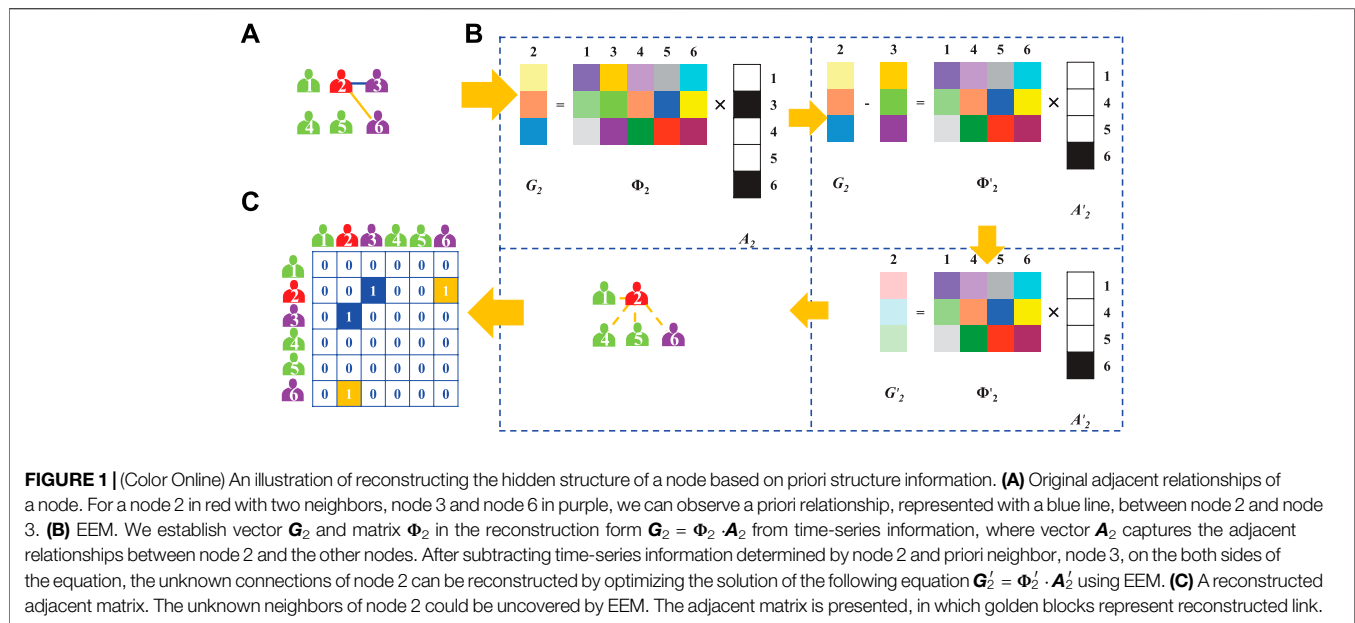 A
1 2 3
4 5 6
B
2 1 3 4 5 6
= ×
1
3
4
5
6
G₂ Φ₂
A₂
2 3 1 4 5 6
- = ×
1
4
5
6
G₂ Φ'₂
A'₂
2 1 4 5 6
= ×
1
4
5
6
G'₂ Φ'₂
A'₂
1 2
4 5 6
C
1 2 3 4 5 6
1 0 0 0 0 0 0
2 0 0 1 0 0 1
3 0 1 0 0 0 0
4 0 0 0 0 0 0
5 0 0 0 0 0 0
6 0 1 0 0 0 0
FIGURE 1 | (Color Online) An illustration of reconstructing the hidden structure of a node based on priori structure information. (A) Original adjacent relationships of
a node. For a node 2 in red with two neighbors, node 3 and node 6 in purple, we can observe a priori relationship, represented with a blue line, between node 2 and node
3. (B) EEM. We establish vector G₂ and matrix Φ₂ in the reconstruction form G₂ = Φ₂ ·A₂ from time-series information, where vector A₂ captures the adjacent
relationships between node 2 and the other nodes. After subtracting time-series information determined by node 2 and priori neighbor, node 3, on the both sides of
the equation, the unknown connections of node 2 can be reconstructed by optimizing the solution of the following equation G₂′ = Φ₂′ · A₂′ using EEM. (C) A reconstructed
adjacent matrix. The unknown neighbors of node 2 could be uncovered by EEM. The adjacent matrix is presented, in which golden blocks represent reconstructed link.